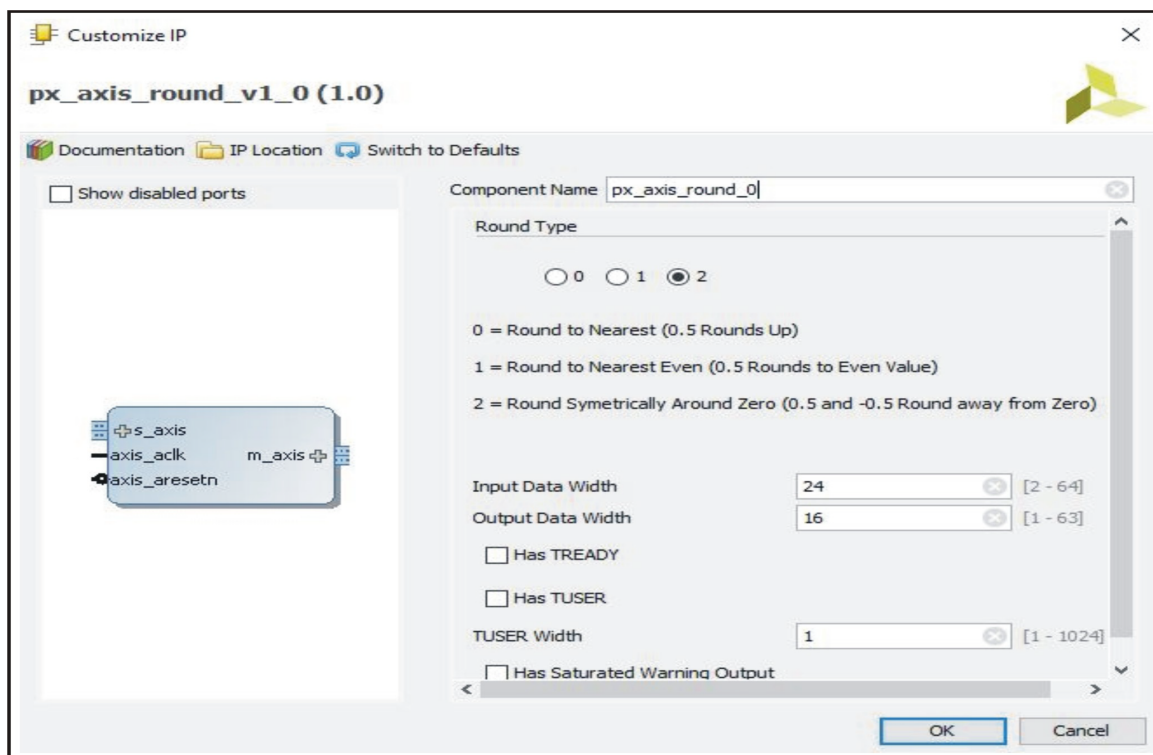 Customize IP
px_axis_round_v1_0 (1.0)
Documentation IP Location Switch to Defaults
Show disabled ports
Component Name px_axis_round_0
Round Type
0 1 2
0 = Round to Nearest (0.5 Rounds Up)
1 = Round to Nearest Even (0.5 Rounds to Even Value)
2 = Round Symetrically Around Zero (0.5 and -0.5 Round away from Zero)
s_axis
axis_aclk m_axis
axis_aresetn
Input Data Width 24 [2 - 64]
Output Data Width 16 [1 - 63]
Has TREADY
Has TUSER
TUSER Width 1 [1 - 1024]
Has Saturated Warning Output
OK Cancel